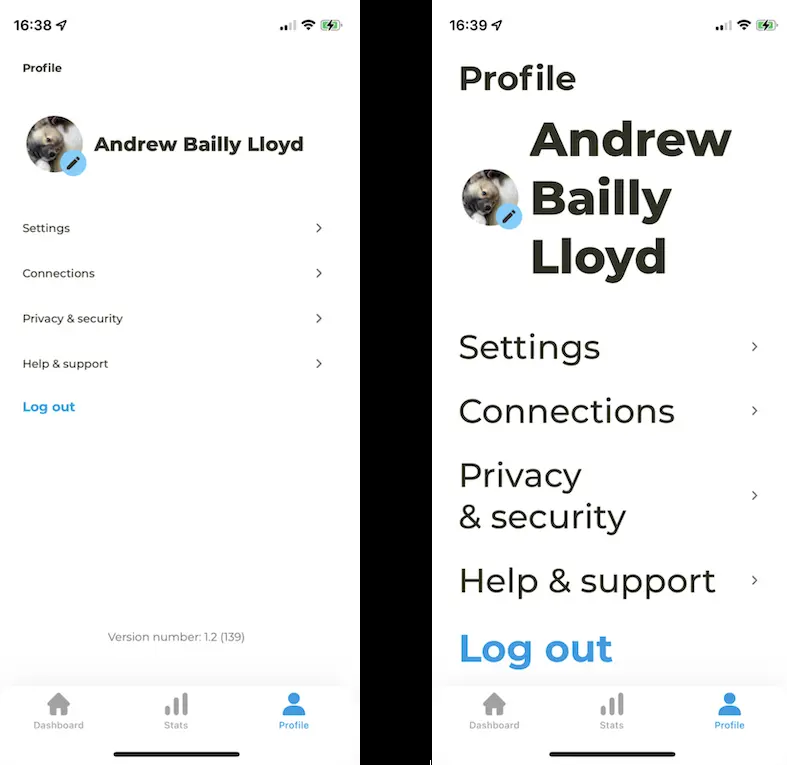 16:38
Profile
Andrew Bailly Lloyd
Settings
Connections
Privacy & security
Help & support
Log out
Version number: 1.2 (139)
Dashboard
Stats
Profile
16:39
Profile
Andrew
Bailly
Lloyd
Settings
Connections
Privacy
& security
Help & support
Log out
Dashboard
Stats
Profile